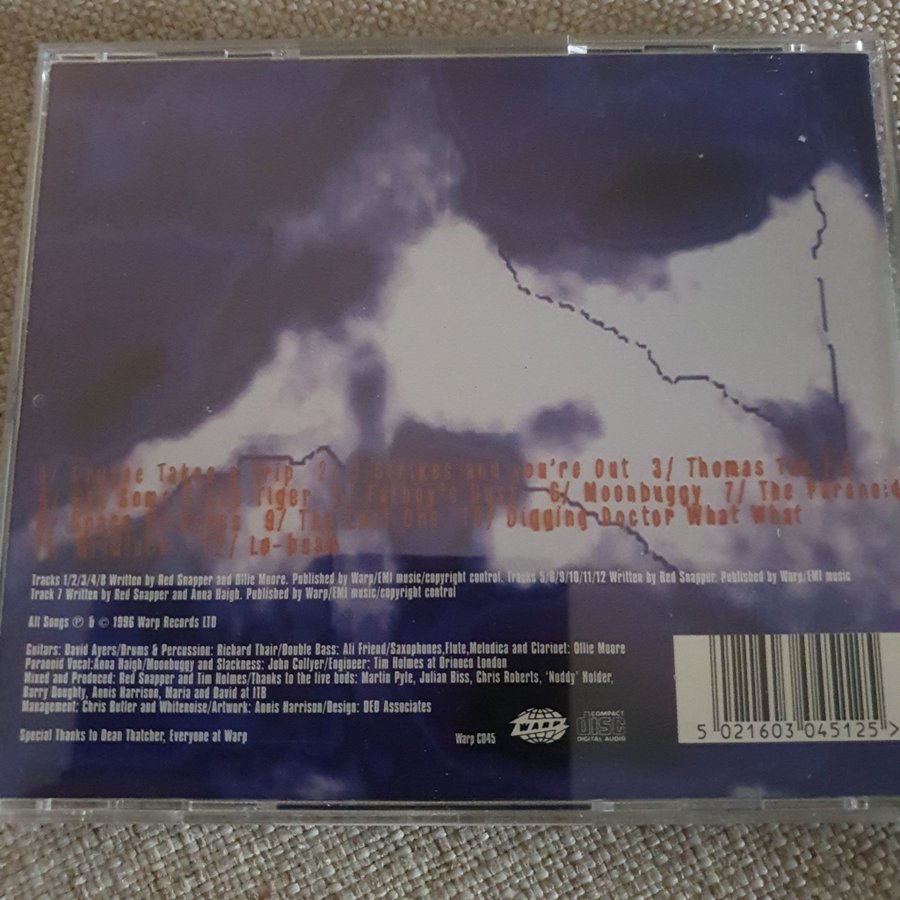 Takes a Trip 2/ 3 Strikes and You're Out 3/ Thomas The
Tiger 6/ Moonbuggy 7/ The Paranoid
9/ The Last One Digging Doctor What What
12/ Lo-beam
Tracks 1/2/3/4/8 Written by Red Snapper and Ollie Moore. Published by Warp/EMI music/copyright control. Tracks 5/6/9/10/11/12 Written by Red Snapper. Published by Warp/EMI music
Track 7 Written by Red Snapper and Anna Haigh. Published by Warp/EMI music/copyright control
All Songs ℗ & © 1996 Warp Records LTD
Guitars: David Ayers/Drums & Percussion: Richard Thair/Double Bass: Ali Friend/Saxophones,Flute,Melodica and Clarinet: Ollie Moore
Paranoid Vocal:Anna Haigh/Moonbuggy and Slackness: John Collyer/Engineer: Tim Holmes at Orinoco London
Mixed and Produced: Red Snapper and Tim Holmes/Thanks to the live bods: Martin Pyle, Julian Biss, Chris Roberts, 'Noddy' Holder,
Barry Doughty, Annis Harrison, Maria and David at ITB
Management: Chris Butler and Whitenoise/Artwork: Annis Harrison/Design: DED Associates
Special Thanks to Dean Thatcher, Everyone at Warp
Warp CD45
WARP
COMPACT
disc
DIGITAL AUDIO
5 021603 045125 >